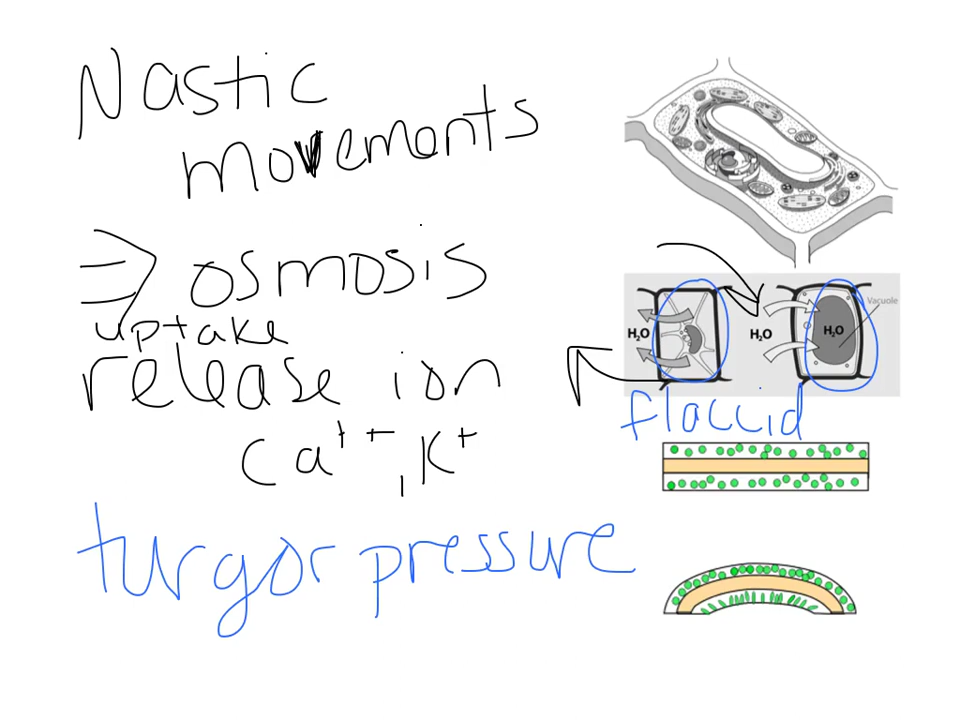 Nastic
movements
⇒ osmosis
uptake
release ion
Ca⁺⁺, K⁺
turgor pressure
H₂O
H₂O
Vacuole
H₂O
flaccid